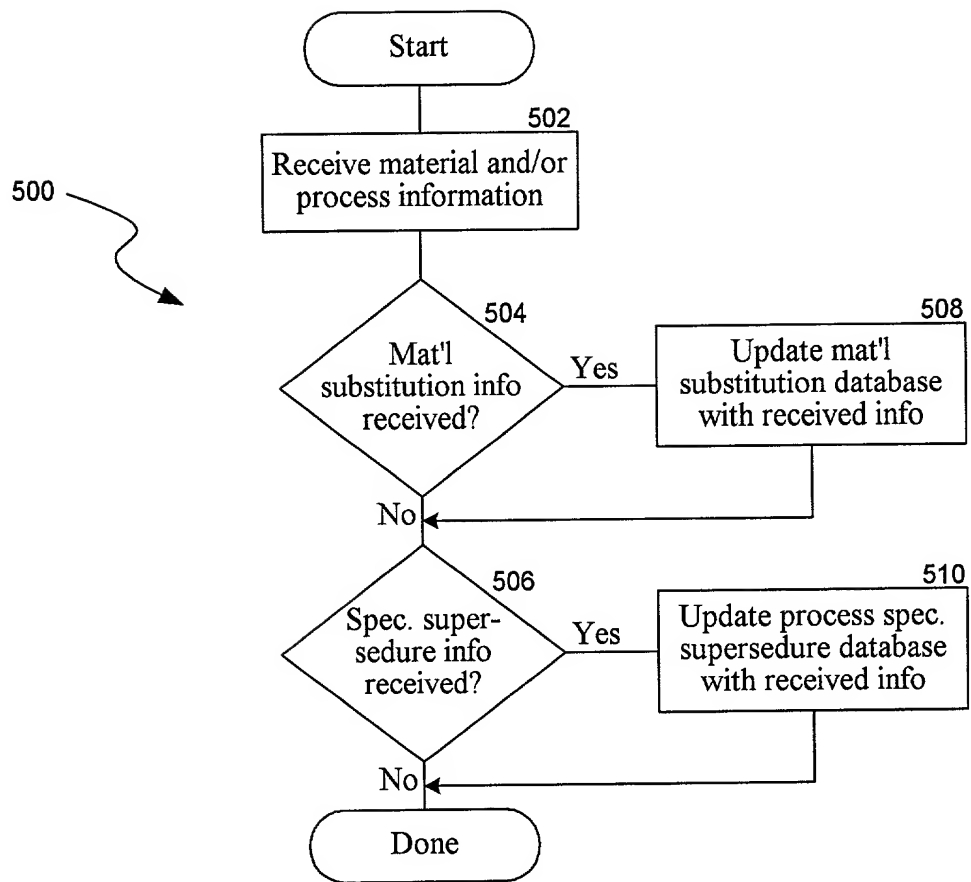 Start
502
Receive material and/or
process information
500
504
Mat'l
substitution info
received?
Yes
508
Update mat'l
substitution database
with received info
No
506
Spec. super-
sedure info
received?
Yes
510
Update process spec.
supersedure database
with received info
No
Done